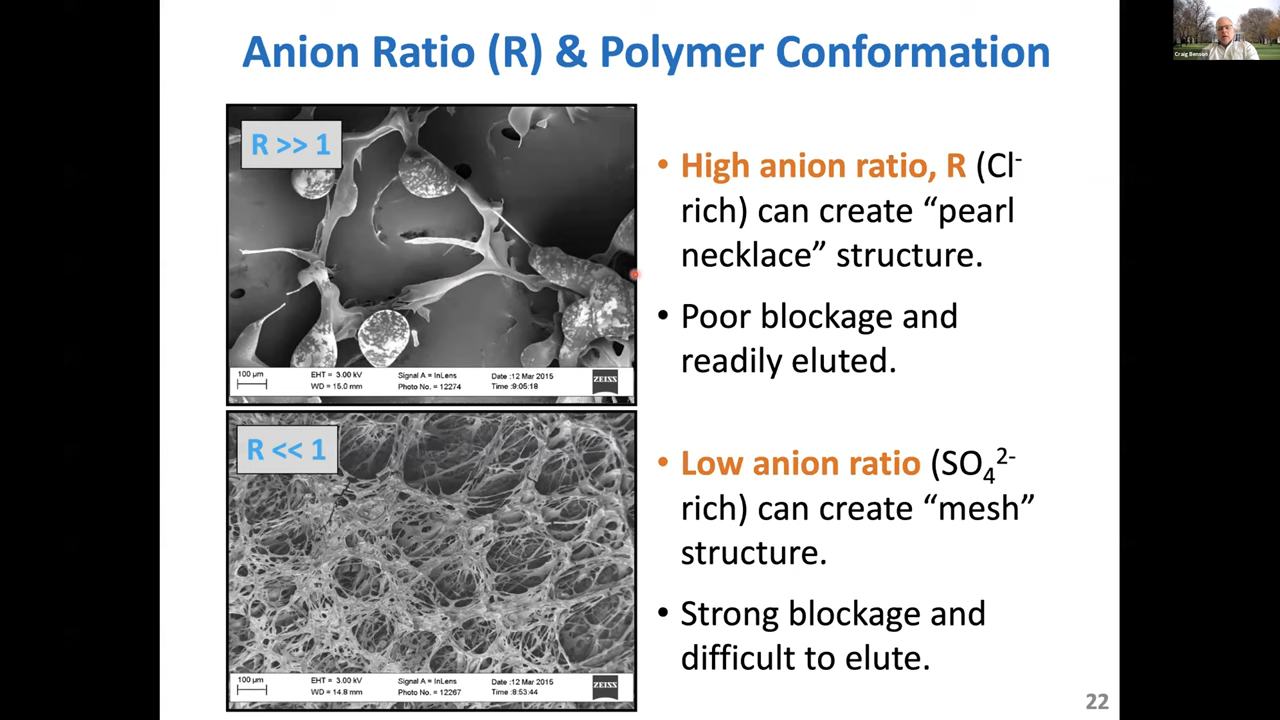 Anion Ratio (R) & Polymer Conformation
Craig Benson
R >> 1
100 µm
EHT = 3.00 kV
WD = 15.0 mm
Signal A = InLens
Photo No. = 12274
Date :12 Mar 2015
Time :9:05:18
ZEISS
• High anion ratio, R (Cl⁻
rich) can create “pearl
necklace” structure.
• Poor blockage and
readily eluted.
R << 1
100 µm
EHT = 3.00 kV
WD = 14.8 mm
Signal A = InLens
Photo No. = 12267
Date :12 Mar 2015
Time :8:53:44
ZEISS
• Low anion ratio (SO₄²⁻
rich) can create “mesh”
structure.
• Strong blockage and
difficult to elute.
22